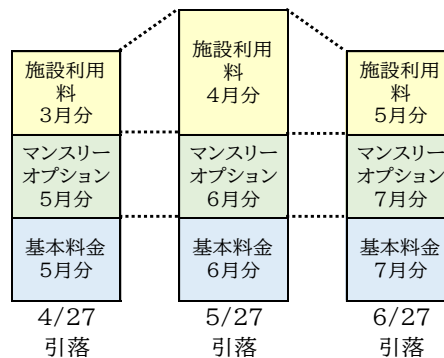 施設利用
料
3月分
マンスリー
オプション
5月分
基本料金
5月分
4/27
引落
施設利用
料
4月分
マンスリー
オプション
6月分
基本料金
6月分
5/27
引落
施設利用
料
5月分
マンスリー
オプション
7月分
基本料金
7月分
6/27
引落